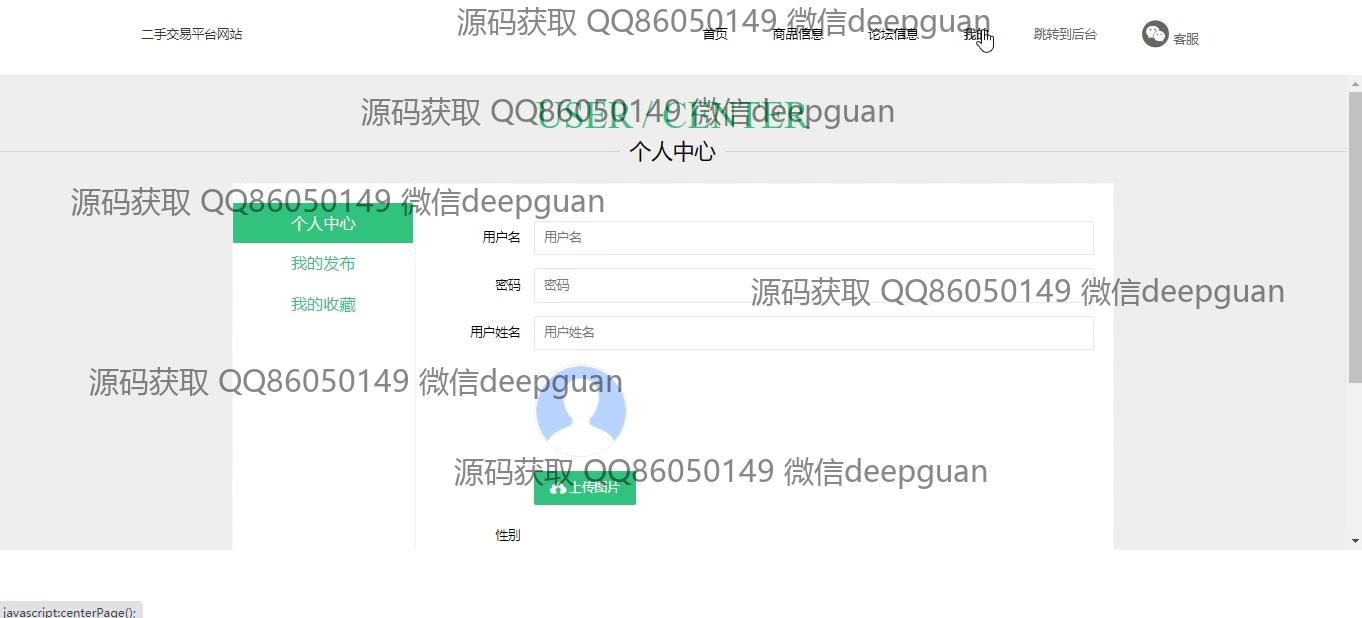 源码获取 QQ86050149 微信deepguan
二手交易平台网站
首页
商品信息
论坛信息
我的
跳转到后台
客服
源码获取 QQ86050149 微信deepguan
USER / CENTER
个人中心
源码获取 QQ86050149 微信deepguan
个人中心
我的发布
我的收藏
用户名
用户名
密码
密码
源码获取 QQ86050149 微信deepguan
用户姓名
用户姓名
源码获取 QQ86050149 微信deepguan
源码获取 QQ86050149 微信deepguan
上传图片
性别
javascript:centerPage();